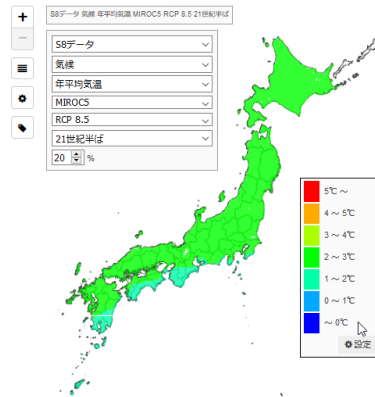 S8データ 気候 年平均気温 MIROC5 RCP 8.5 21世紀半ば
S8データ
気候
年平均気温
MIROC5
RCP 8.5
21世紀半ば
20 %
5℃ ～
4 ～ 5℃
3 ～ 4℃
2 ～ 3℃
1 ～ 2℃
0 ～ 1℃
～ 0℃
設定